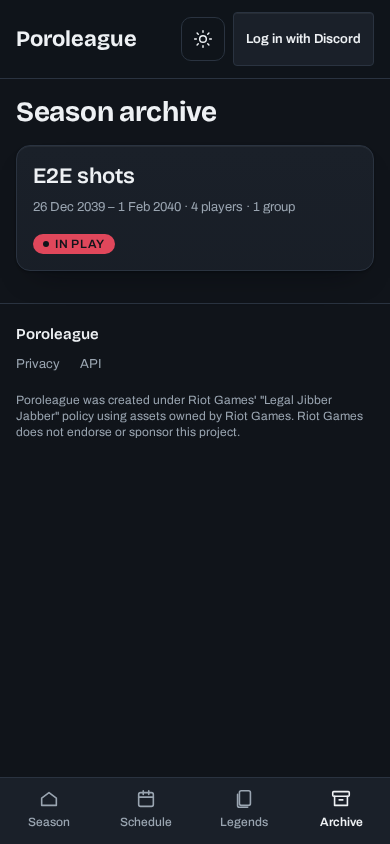 Poroleague
Log in with Discord
Season archive
E2E shots
26 Dec 2039 – 1 Feb 2040 · 4 players · 1 group
IN PLAY
Poroleague
Privacy API
Poroleague was created under Riot Games' "Legal Jibber
Jabber" policy using assets owned by Riot Games. Riot Games
does not endorse or sponsor this project.
Season Schedule Legends Archive